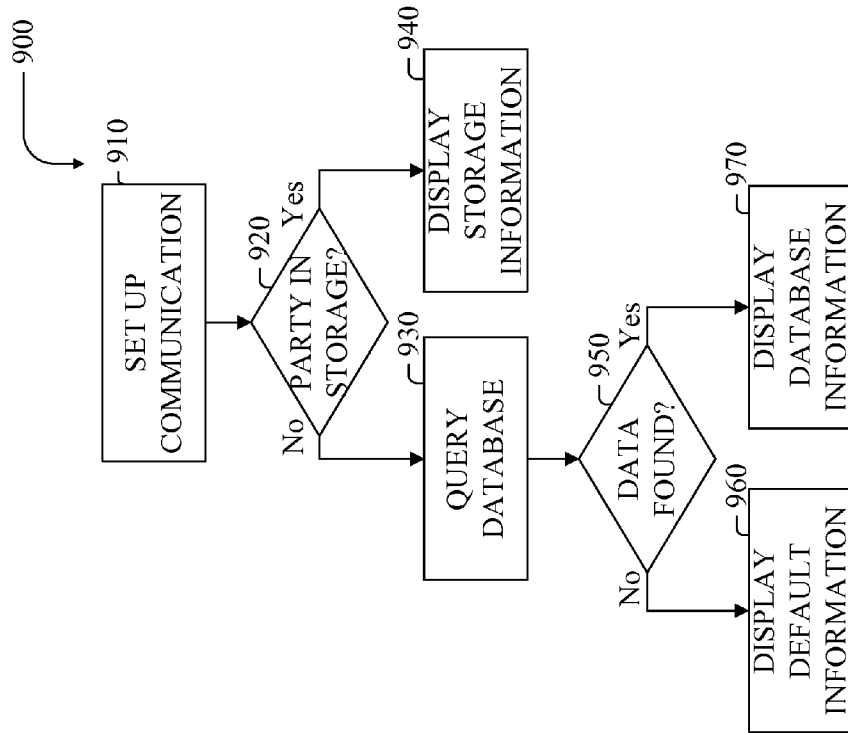 900
910
SET UP
COMMUNICATION
920
PARTY IN
STORAGE?
No
Yes
930
QUERY
DATABASE
940
DISPLAY
STORAGE
INFORMATION
950
DATA
FOUND?
No
Yes
960
DISPLAY
DEFAULT
INFORMATION
970
DISPLAY
DATABASE
INFORMATION